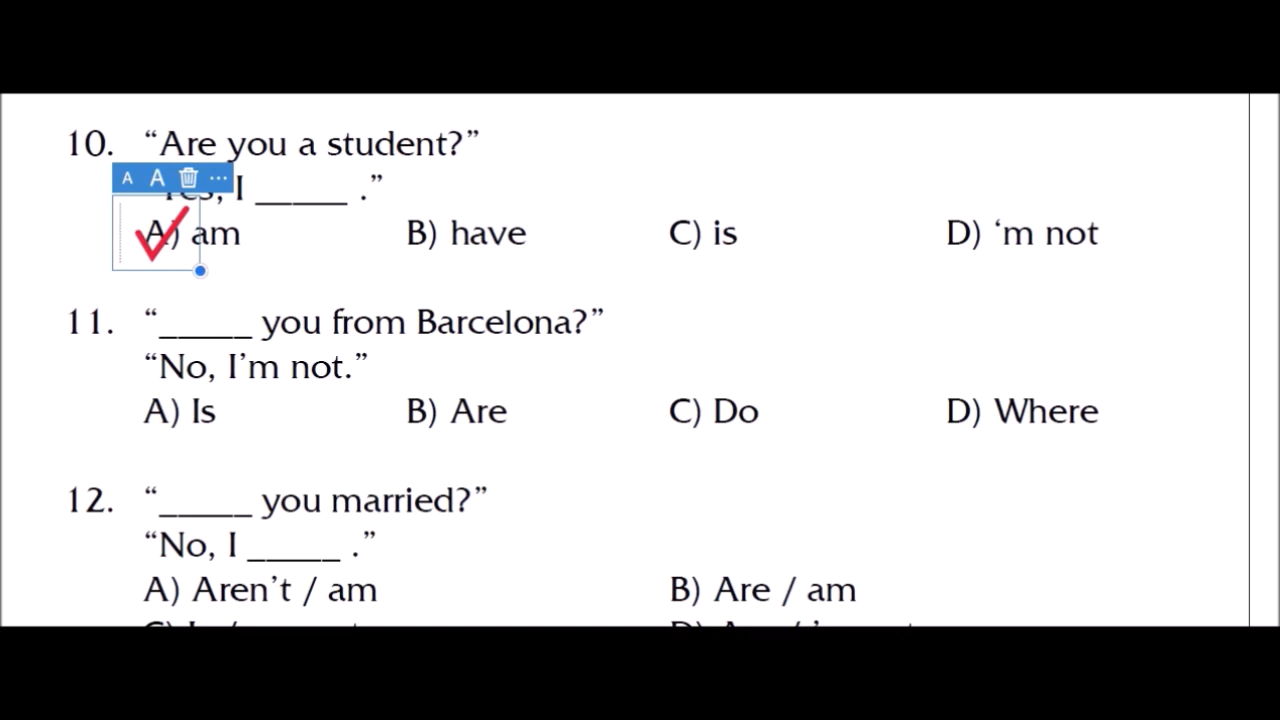 10. “Are you a student?”
A A ...
“Yes, I _____ .”
A) am B) have C) is D) ‘m not
11. “_____ you from Barcelona?”
“No, I’m not.”
A) Is B) Are C) Do D) Where
12. “_____ you married?”
“No, I _____ .”
A) Aren’t / am B) Are / am